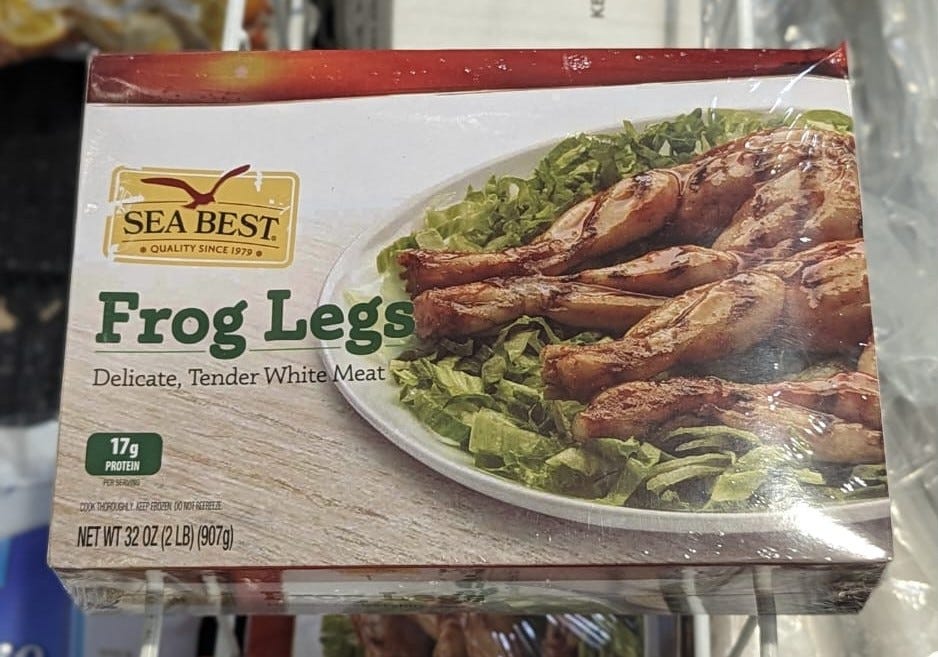 SEA BEST®
• QUALITY SINCE 1979 •
Frog Legs
Delicate, Tender White Meat
17g
PROTEIN
PER SERVING
COOK THOROUGHLY. KEEP FROZEN. DO NOT REFREEZE.
NET WT 32 OZ (2 LB) (907g)